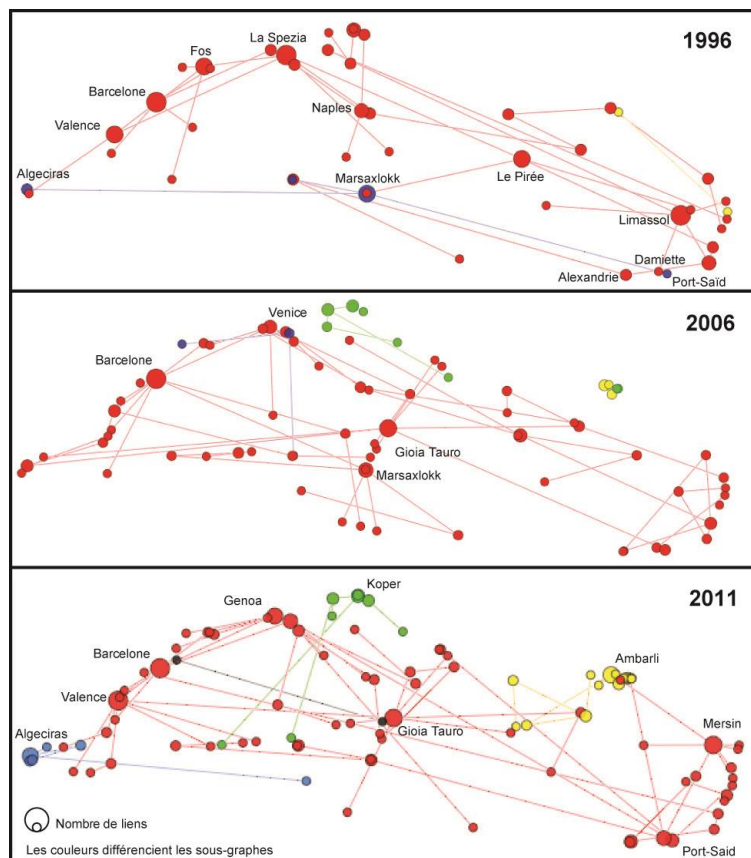 1996
La Spezia
Fos
Barcelone
Naples
Valence
Le Pirée
Algeciras
Marsaxlokk
Limassol
Damiette
Alexandrie
Port-Saïd
2006
Venice
Barcelone
Gioia Tauro
Marsaxlokk
2011
Koper
Genoa
Ambarli
Barcelone
Valence
Mersin
Gioia Tauro
Algeciras
Nombre de liens
Les couleurs différencient les sous-graphes
Port-Said